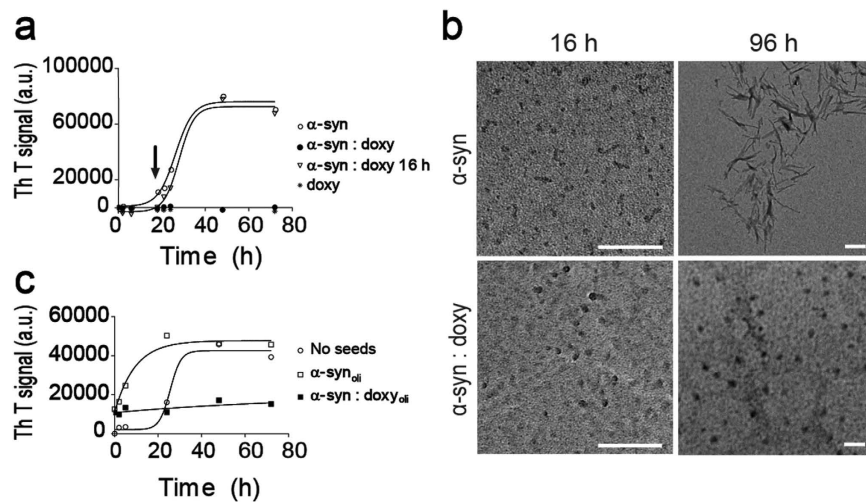 a
Th T signal (a.u.)
100000
80000
60000
40000
20000
0
0 20 40 60 80
Time (h)
α-syn
α-syn : doxy
α-syn : doxy 16 h
doxy
b
16 h 96 h
α-syn
α-syn : doxy
c
Th T signal (a.u.)
60000
40000
20000
0
0 20 40 60 80
Time (h)
No seeds
α-synoli
α-syn : doxyoli